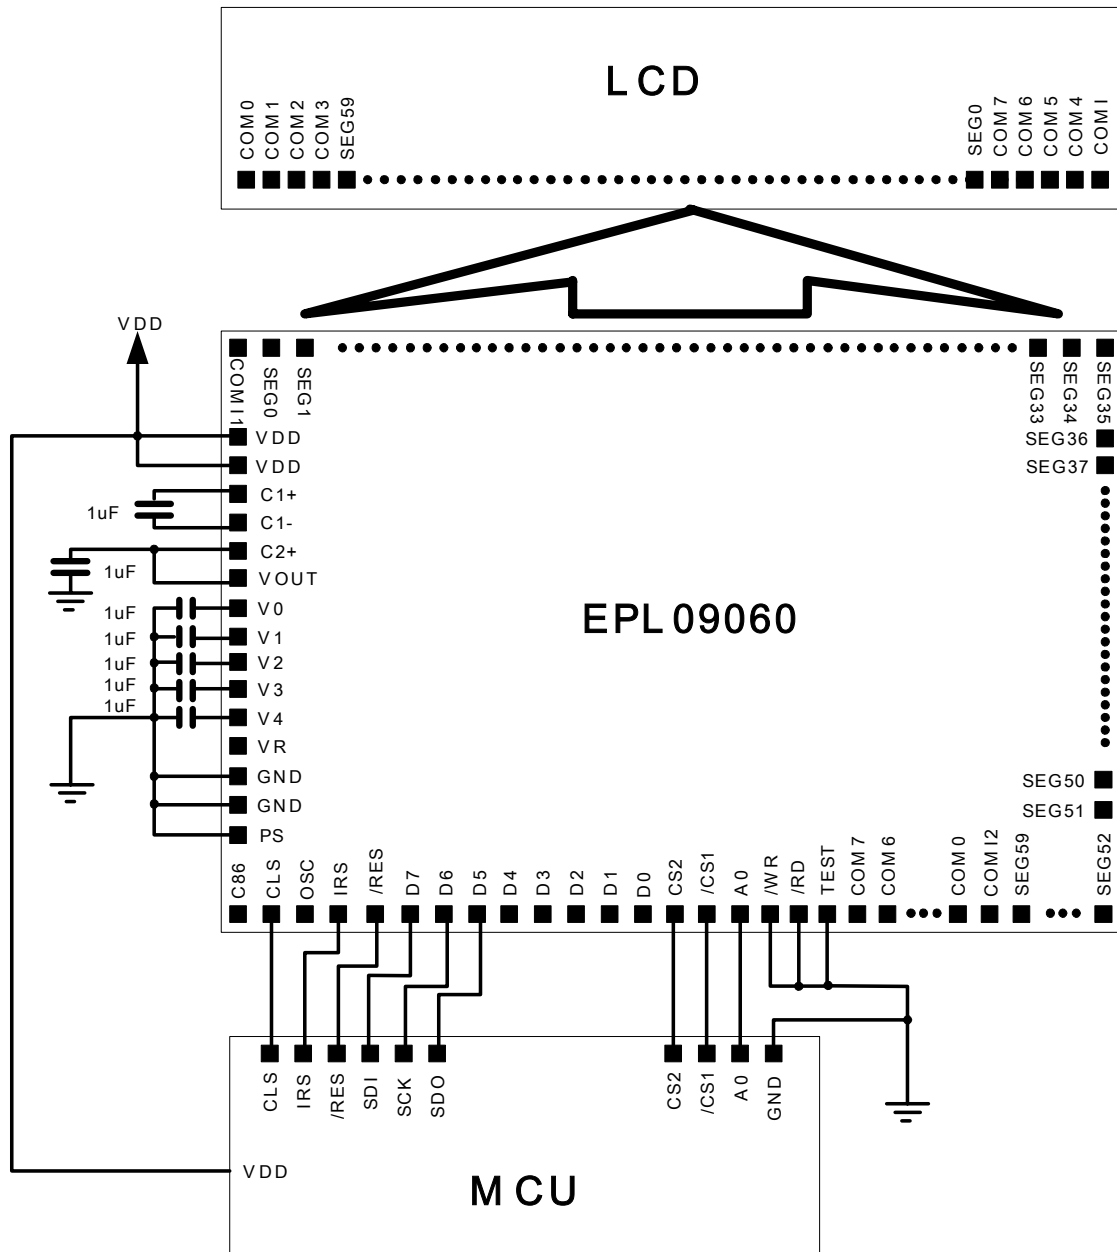 LCD
COM0
COM1
COM2
COM3
SEG59
SEG0
COM7
COM6
COM5
COM4
COMI
VDD
COMI1
SEG0
SEG1
SEG33
SEG34
SEG35
VDD
SEG36
VDD
SEG37
C1+
1uF
C1-
C2+
1uF
VOUT
1uF
V0
1uF
V1
1uF
V2
1uF
V3
1uF
V4
EPL09060
VR
GND
SEG50
GND
SEG51
PS
C86
CLS
OSC
IRS
/RES
D7
D6
D5
D4
D3
D2
D1
D0
CS2
/CS1
A0
/WR
/RD
TEST
COM7
COM6
COM0
COMI2
SEG59
SEG52
CLS
IRS
/RES
SDI
SCK
SDO
CS2
/CS1
A0
GND
VDD
MCU